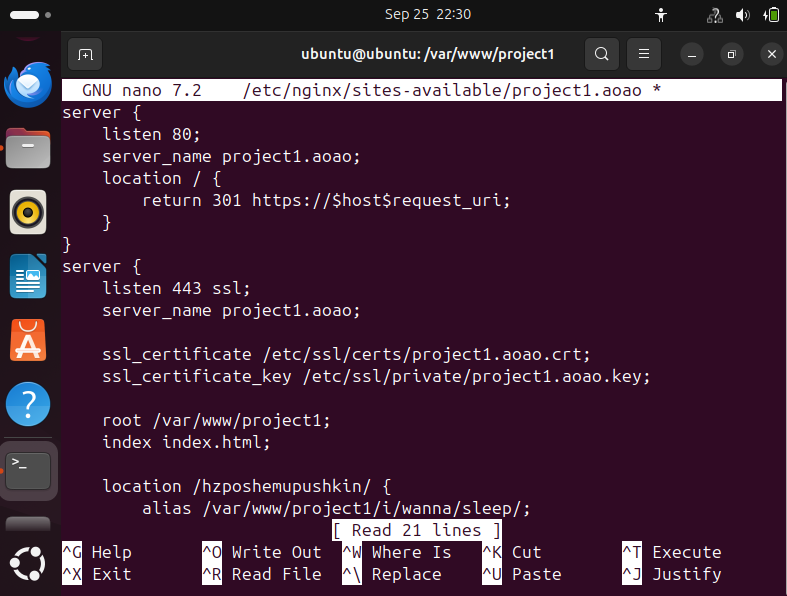 Sep 25 22:30
ubuntu@ubuntu: /var/www/project1
GNU nano 7.2 /etc/nginx/sites-available/project1.aoao *
server {
listen 80;
server_name project1.aoao;
location / {
return 301 https://$host$request_uri;
}
}
server {
listen 443 ssl;
server_name project1.aoao;
ssl_certificate /etc/ssl/certs/project1.aoao.crt;
ssl_certificate_key /etc/ssl/private/project1.aoao.key;
root /var/www/project1;
index index.html;
location /hzposhemupushkin/ {
alias /var/www/project1/i/wanna/sleep/;
[ Read 21 lines ]
^G Help ^O Write Out ^W Where Is ^K Cut ^T Execute
^X Exit ^R Read File ^\ Replace ^U Paste ^J Justify